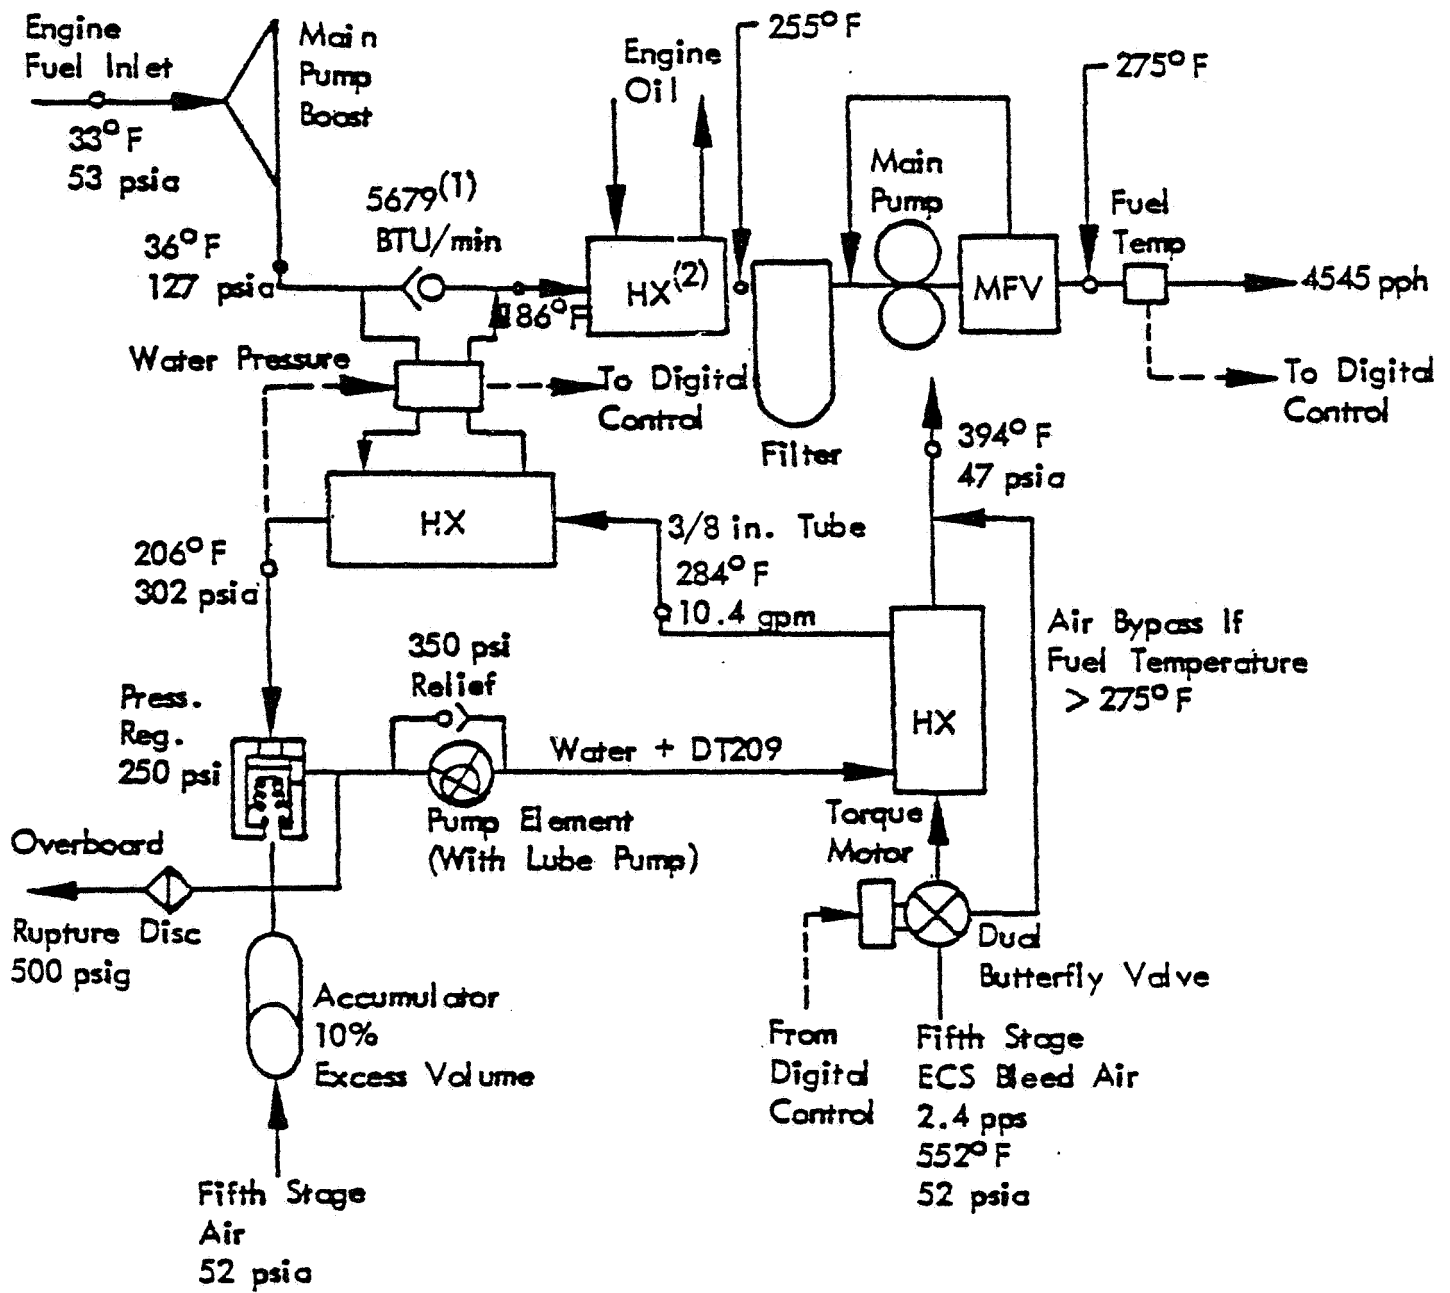 Engine
Fuel Inlet
33° F
53 psia
Main
Pump
Boost
36° F
127 psia
5679(1)
BTU/min
Engine
Oil
HX(2)
186° F
255° F
Filter
Main
Pump
MFV
275° F
Fuel
Temp
4545 pph
To Digital
Control
Water Pressure
To Digital
Control
HX
3/8 in. Tube
284° F
10.4 gpm
394° F
47 psia
206° F
302 psia
Air Bypass If
Fuel Temperature
> 275° F
HX
350 psi
Relief
Press.
Reg.
250 psi
Water + DT209
Pump Element
(With Lube Pump)
Overboard
Rupture Disc
500 psig
Accumulator
10%
Excess Volume
Fifth Stage
Air
52 psia
Torque
Motor
Dual
Butterfly Valve
From
Digital
Control
Fifth Stage
ECS Bleed Air
2.4 pps
552° F
52 psia